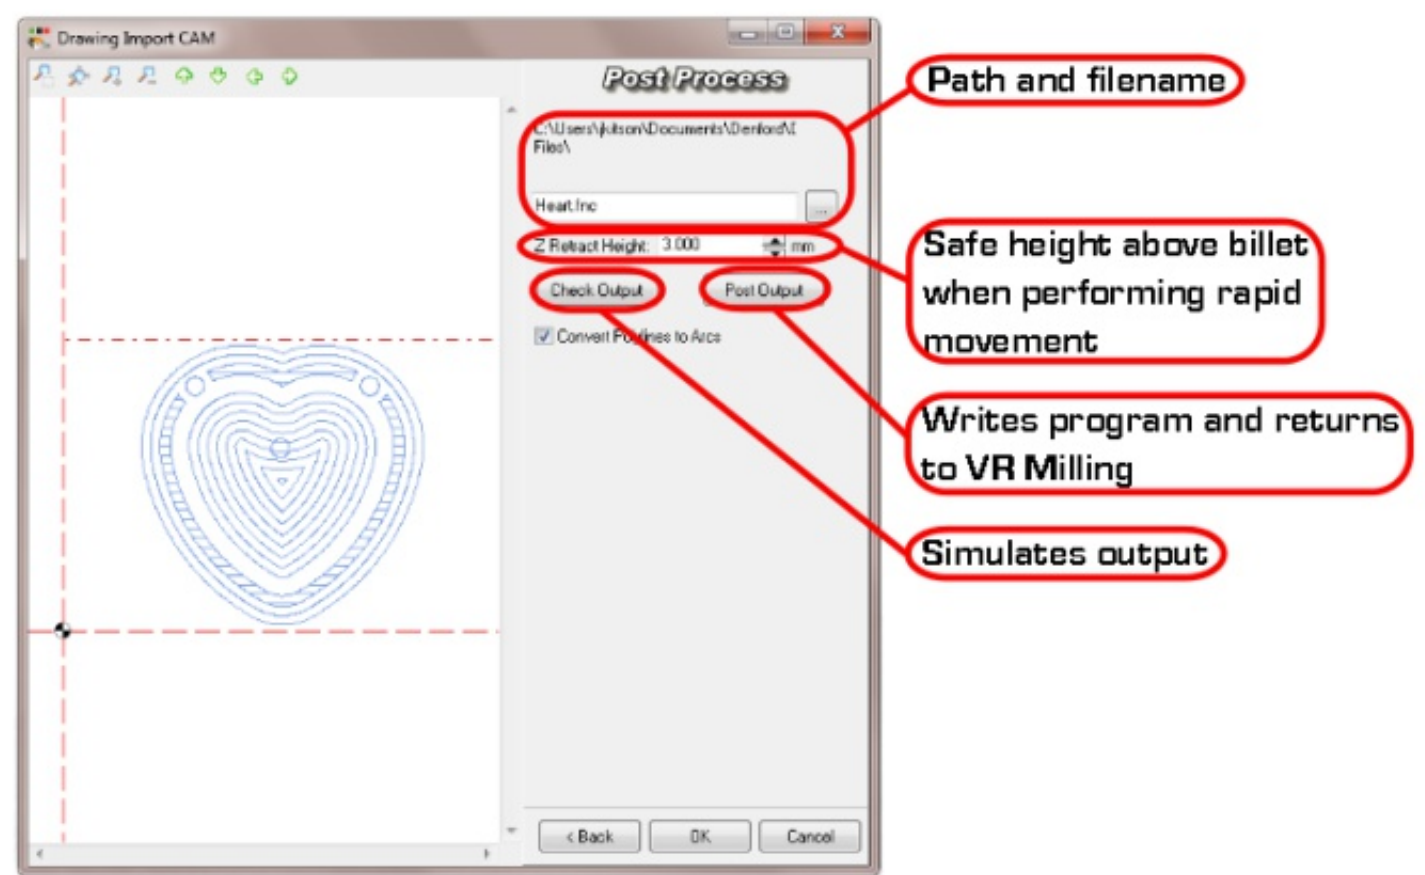 Drawing Import CAM
Post Process
C:\Users\jkitson\Documents\Denford\I
Files\
Heart.fnc
...
Z Retract Height: 3.000 mm
Check Output
Post Output
Convert Polylines to Arcs
< Back
OK
Cancel
Path and filename
Safe height above billet
when performing rapid
movement
Writes program and returns
to VR Milling
Simulates output